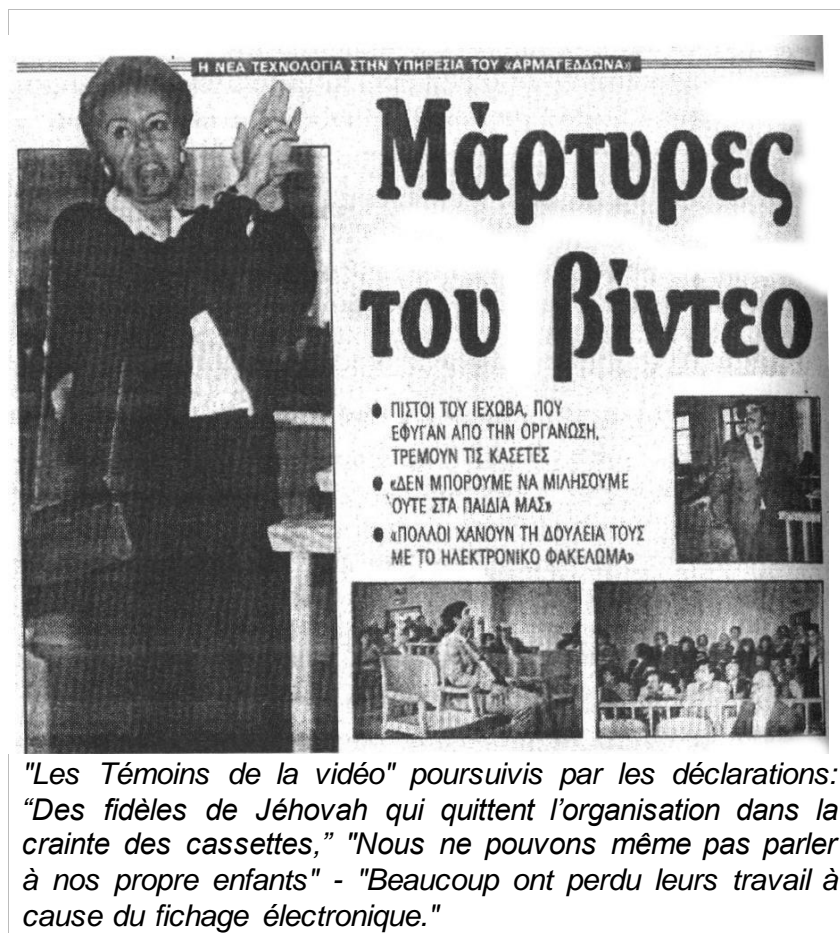 Η ΝΕΑ ΤΕΧΝΟΛΟΓΙΑ ΣΤΗΝ ΥΠΗΡΕΣΙΑ ΤΟΥ «ΑΡΜΑΓΕΔΔΩΝΑ»
Μάρτυρες
του βίντεο
● ΠΙΣΤΟΙ ΤΟΥ ΙΕΧΩΒΑ, ΠΟΥ
ΕΦΥΓΑΝ ΑΠΟ ΤΗΝ ΟΡΓΑΝΩΣΗ,
ΤΡΕΜΟΥΝ ΤΙΣ ΚΑΣΕΤΕΣ
● «ΔΕΝ ΜΠΟΡΟΥΜΕ ΝΑ ΜΙΛΗΣΟΥΜΕ
ΟΥΤΕ ΣΤΑ ΠΑΙΔΙΑ ΜΑΣ»
● «ΠΟΛΛΟΙ ΧΑΝΟΥΝ ΤΗ ΔΟΥΛΕΙΑ ΤΟΥΣ
ΜΕ ΤΟ ΗΛΕΚΤΡΟΝΙΚΟ ΦΑΚΕΛΩΜΑ»
"Les Témoins de la vidéo" poursuivis par les déclarations:
“Des fidèles de Jéhovah qui quittent l’organisation dans la
crainte des cassettes,” "Nous ne pouvons même pas parler
à nos propre enfants" - "Beaucoup ont perdu leurs travail à
cause du fichage électronique."